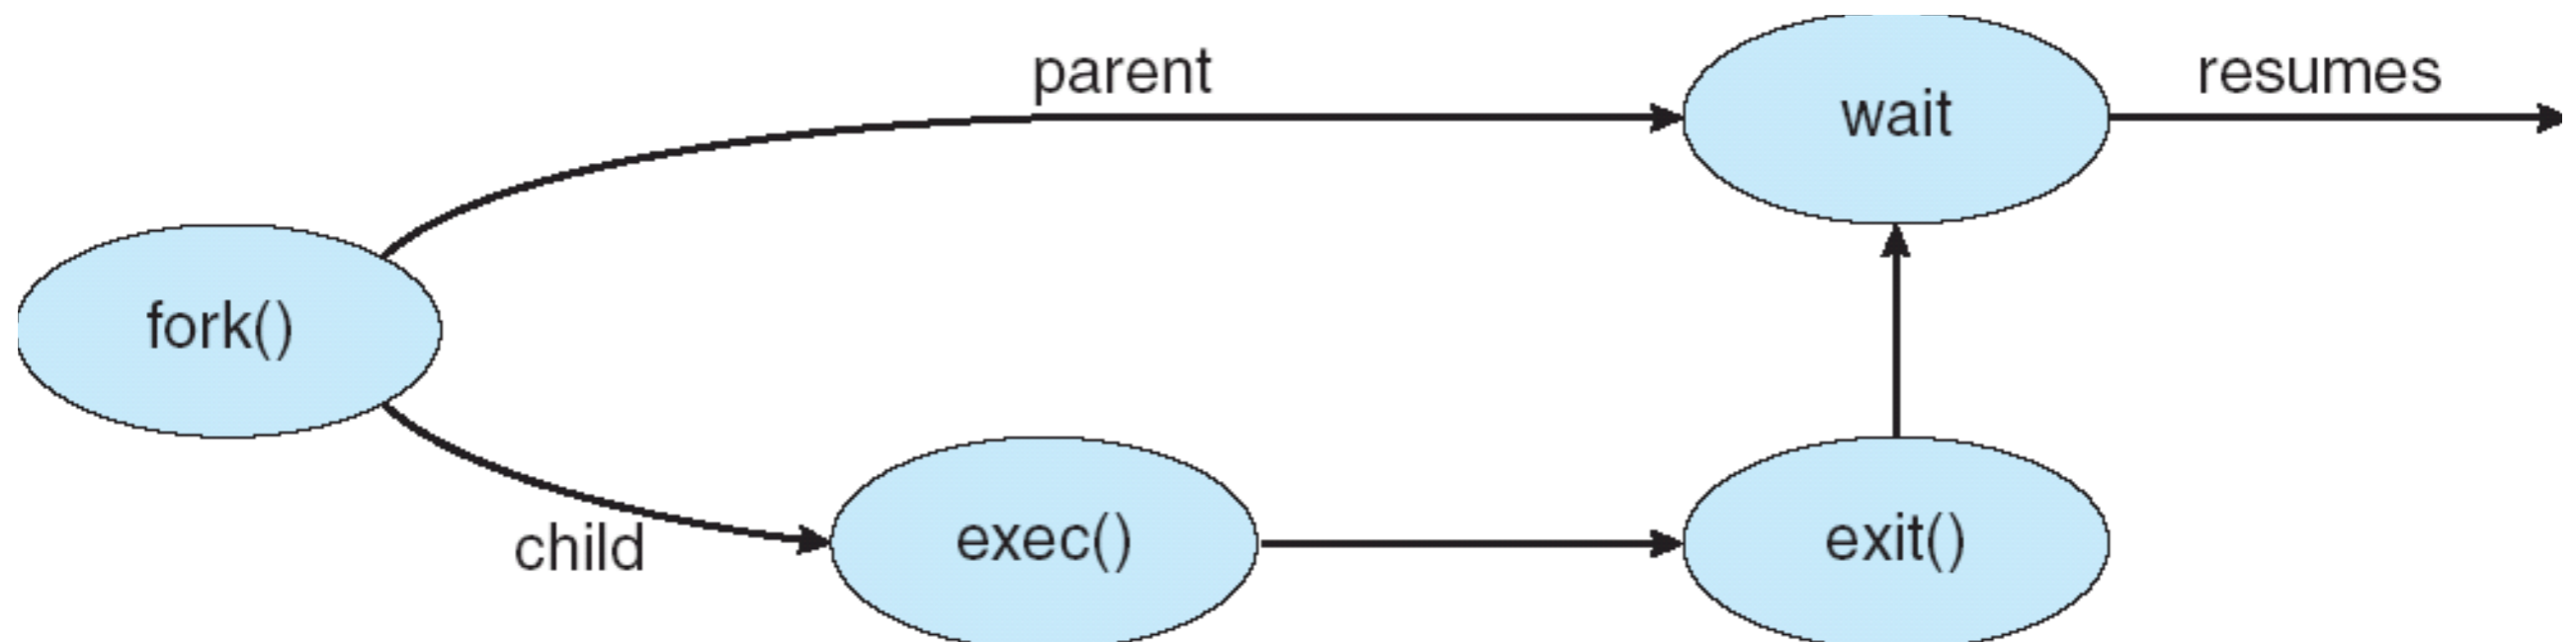 parent
wait
resumes
fork()
child
exec()
exit()